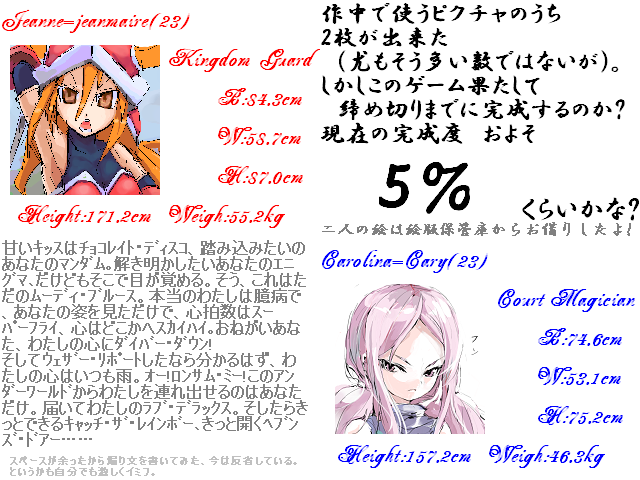 Jeanne=jeanmaire(23)
Kingdom Guard
B:84.3cm
W:58.7cm
H:87.0cm
Height:171.2cm Weigh:55.2kg
作中で使うピクチャのうち
2枚が出来た
（尤もそう多い数ではないが）。
しかしこのゲーム果たして
締め切りまでに完成するのか?
現在の完成度 およそ
5%
くらいかな?
二人の絵は絵版保管庫からお借りしたよ!
甘いキッスはチョコレイト・ディスコ、踏み込みたいの
あなたのマンダム。解き明かしたいあなたのエニ
グマ、だけどもそこで目が覚める。そう、これはた
だのムーディ・ブルース。本当のわたしは臆病で
、あなたの姿を見ただけで、心拍数はスー
パーフライ、心はどこかへスカイハイ。おねがいあな
た、わたしの心にダイバー・ダウン!
そしてウェザー・リポートしたなら分かるはず、わ
たしの心はいつも雨。オー!ロンサム・ミー!このアン
ダーワールドからわたしを連れ出せるのはあなた
だけ。届いてわたしのラブ・デラックス。そしたらき
っとできるキャッチ・ザ・レインボー、きっと開くヘブン
ズ・ドアー……
スペースが余ったから煽り文を書いてみた、今は反省している。
というかも自分でも激しくイミフ。
Carolina=Cary(23)
Court Magician
フン
B:74.6cm
W:53.1cm
H:75.2cm
Height:157.2cm Weigh:46.3kg